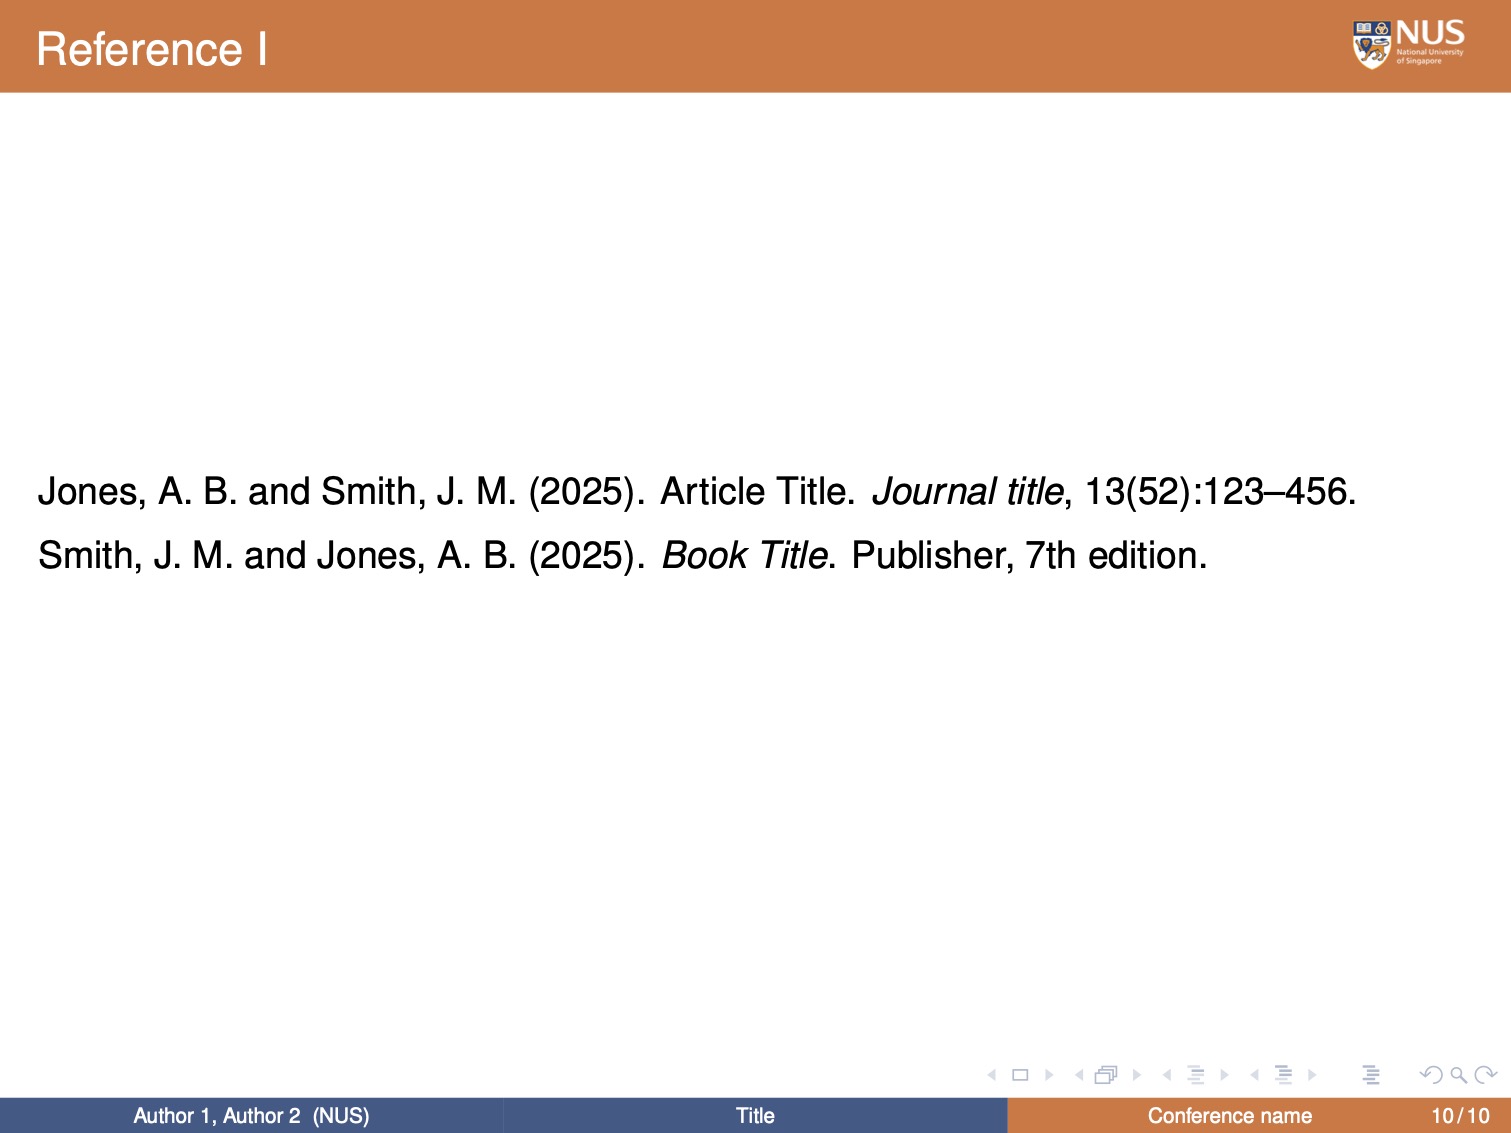 Reference I
NUS
National University
of Singapore
Jones, A. B. and Smith, J. M. (2025). Article Title. Journal title, 13(52):123–456.
Smith, J. M. and Jones, A. B. (2025). Book Title. Publisher, 7th edition.
Author 1, Author 2 (NUS)
Title
Conference name
10 / 10